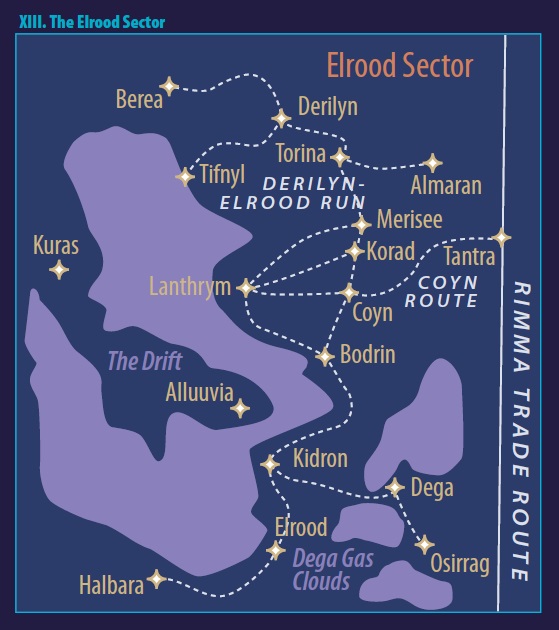 XIII. The Elrood Sector
Elrood Sector
Berea
Derilyn
Torina
Tifnyl
Almaran
DERILYN-
ELROOD RUN
Merisee
Kuras
Korad
Tantra
Lanthrym
COYN
ROUTE
Coyn
RIMMA TRADE ROUTE
Bodrin
The Drift
Alluuvia
Kidron
Dega
Elrood
Dega Gas
Clouds
Osirrag
Halbara